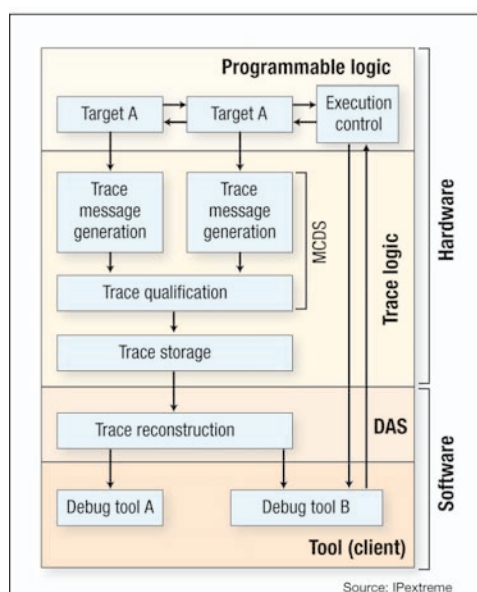 Programmable logic
Target A
Target A
Execution
control
Trace
message
generation
Trace
message
generation
MCDS
Trace qualification
Trace storage
Trace logic
Hardware
Trace reconstruction
DAS
Debug tool A
Debug tool B
Tool (client)
Software
Source: IPextreme